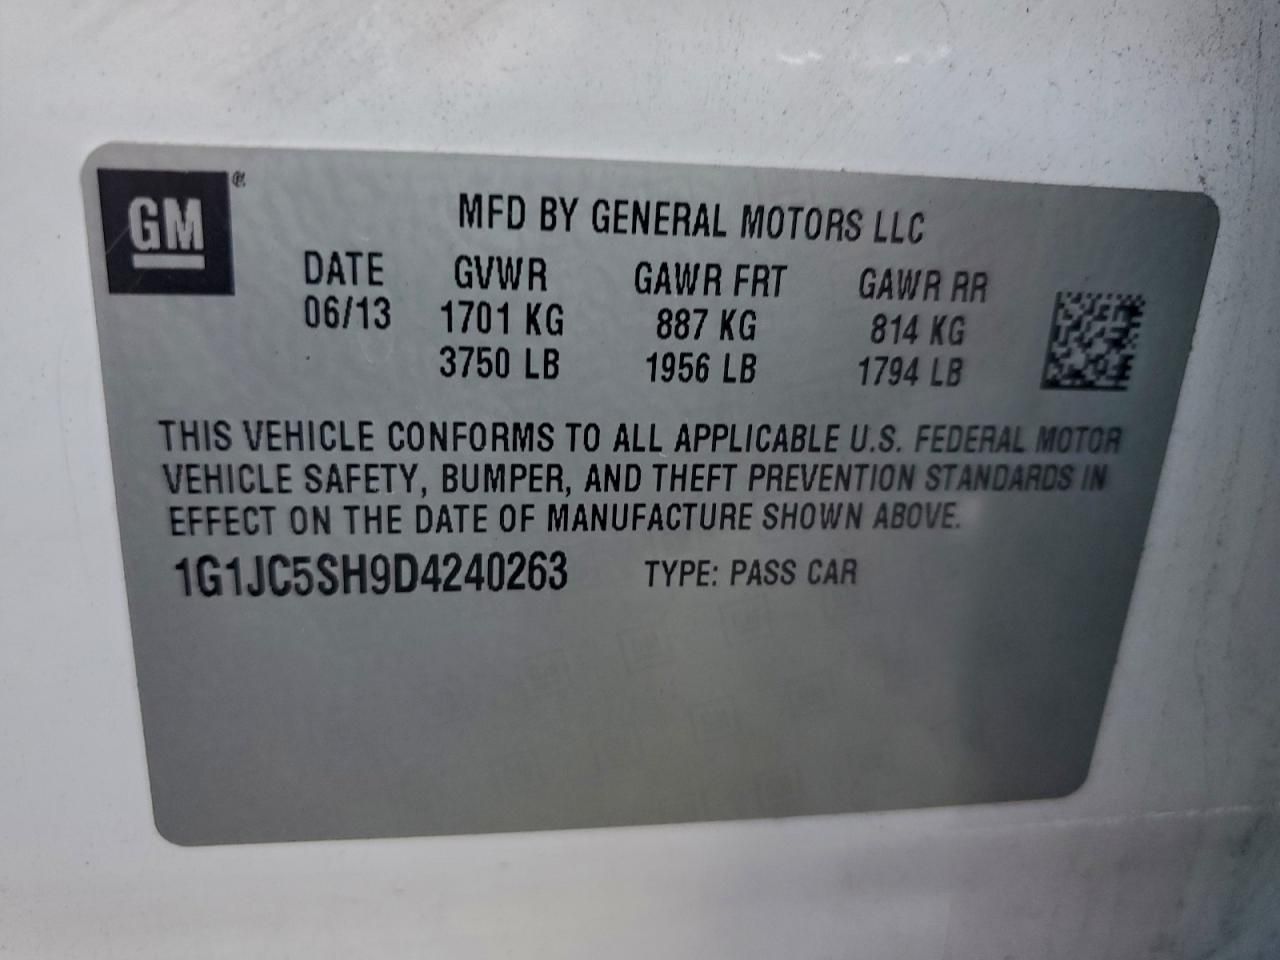 GM®
MFD BY GENERAL MOTORS LLC
DATE GVWR GAWR FRT GAWR RR
06/13 1701 KG 887 KG 814 KG
3750 LB 1956 LB 1794 LB
THIS VEHICLE CONFORMS TO ALL APPLICABLE U.S. FEDERAL MOTOR
VEHICLE SAFETY, BUMPER, AND THEFT PREVENTION STANDARDS IN
EFFECT ON THE DATE OF MANUFACTURE SHOWN ABOVE.
1G1JC5SH9D4240263 TYPE: PASS CAR